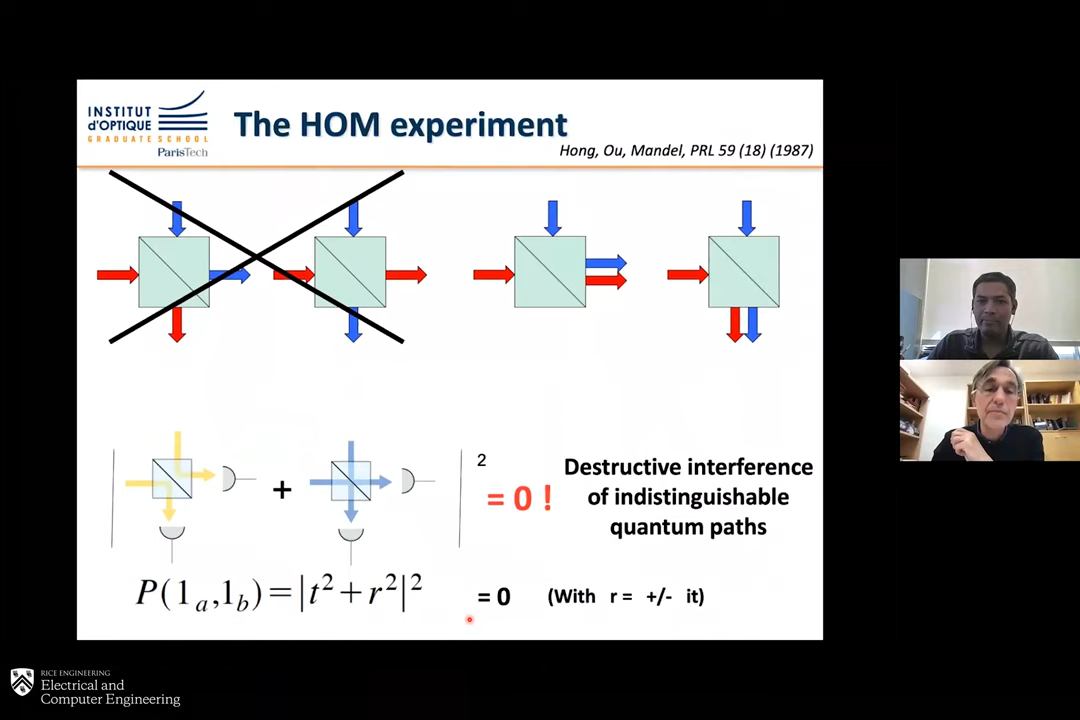 INSTITUT
d'OPTIQUE
GRADUATE SCHOOL
ParisTech
The HOM experiment
Hong, Ou, Mandel, PRL 59 (18) (1987)
+
2
= 0 !
Destructive interference
of indistinguishable
quantum paths
P(1a,1b)=|t²+r²|²
= 0
(With r = +/- it)
RICE ENGINEERING
Electrical and
Computer Engineering